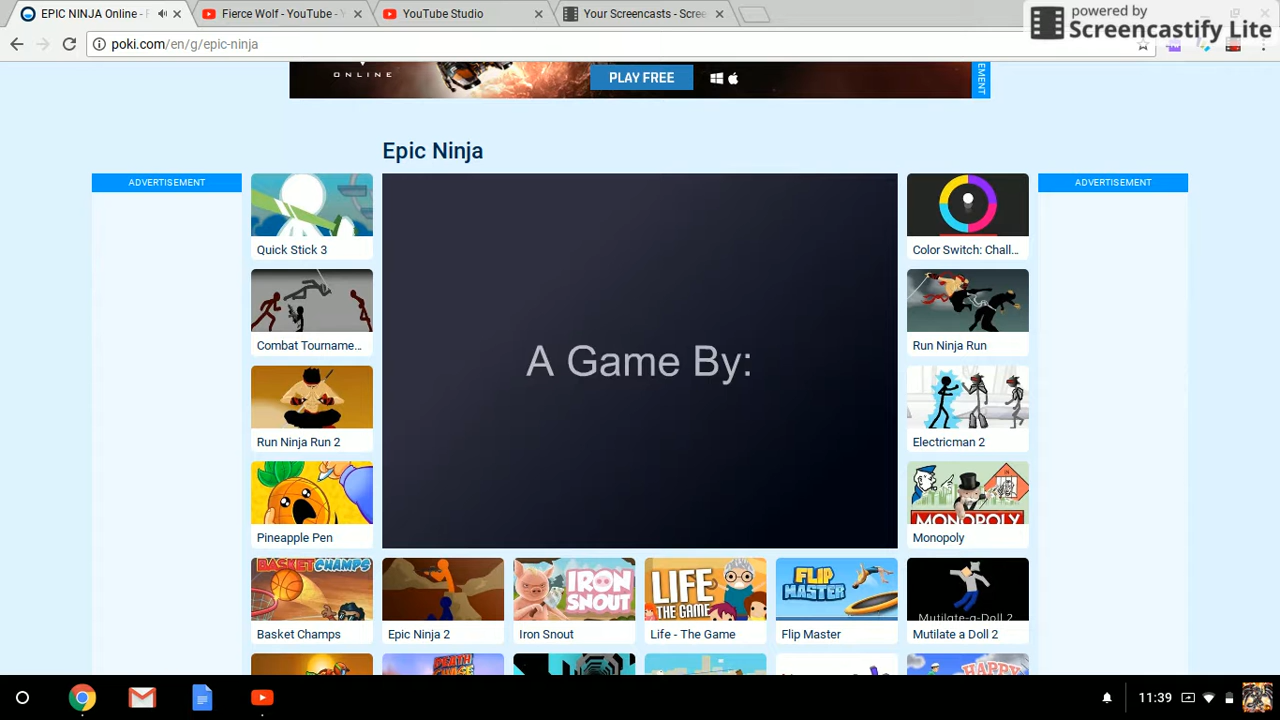 EPIC NINJA Online - F
Fierce Wolf - YouTube -
YouTube Studio
Your Screencasts - Scree
powered by
Screencastify Lite
poki.com/en/g/epic-ninja
ONLINE
PLAY FREE
Epic Ninja
ADVERTISEMENT
ADVERTISEMENT
Quick Stick 3
Color Switch: Chall...
Combat Tourname...
Run Ninja Run
A Game By:
Run Ninja Run 2
Electricman 2
MONOPOLY
Pineapple Pen
Monopoly
BASKETCHAMPS
IRON SNOUT
LIFE THE GAME
FLIP MASTER
Mutilate-a-Doll 2
Basket Champs
Epic Ninja 2
Iron Snout
Life - The Game
Flip Master
Mutilate a Doll 2
11:39